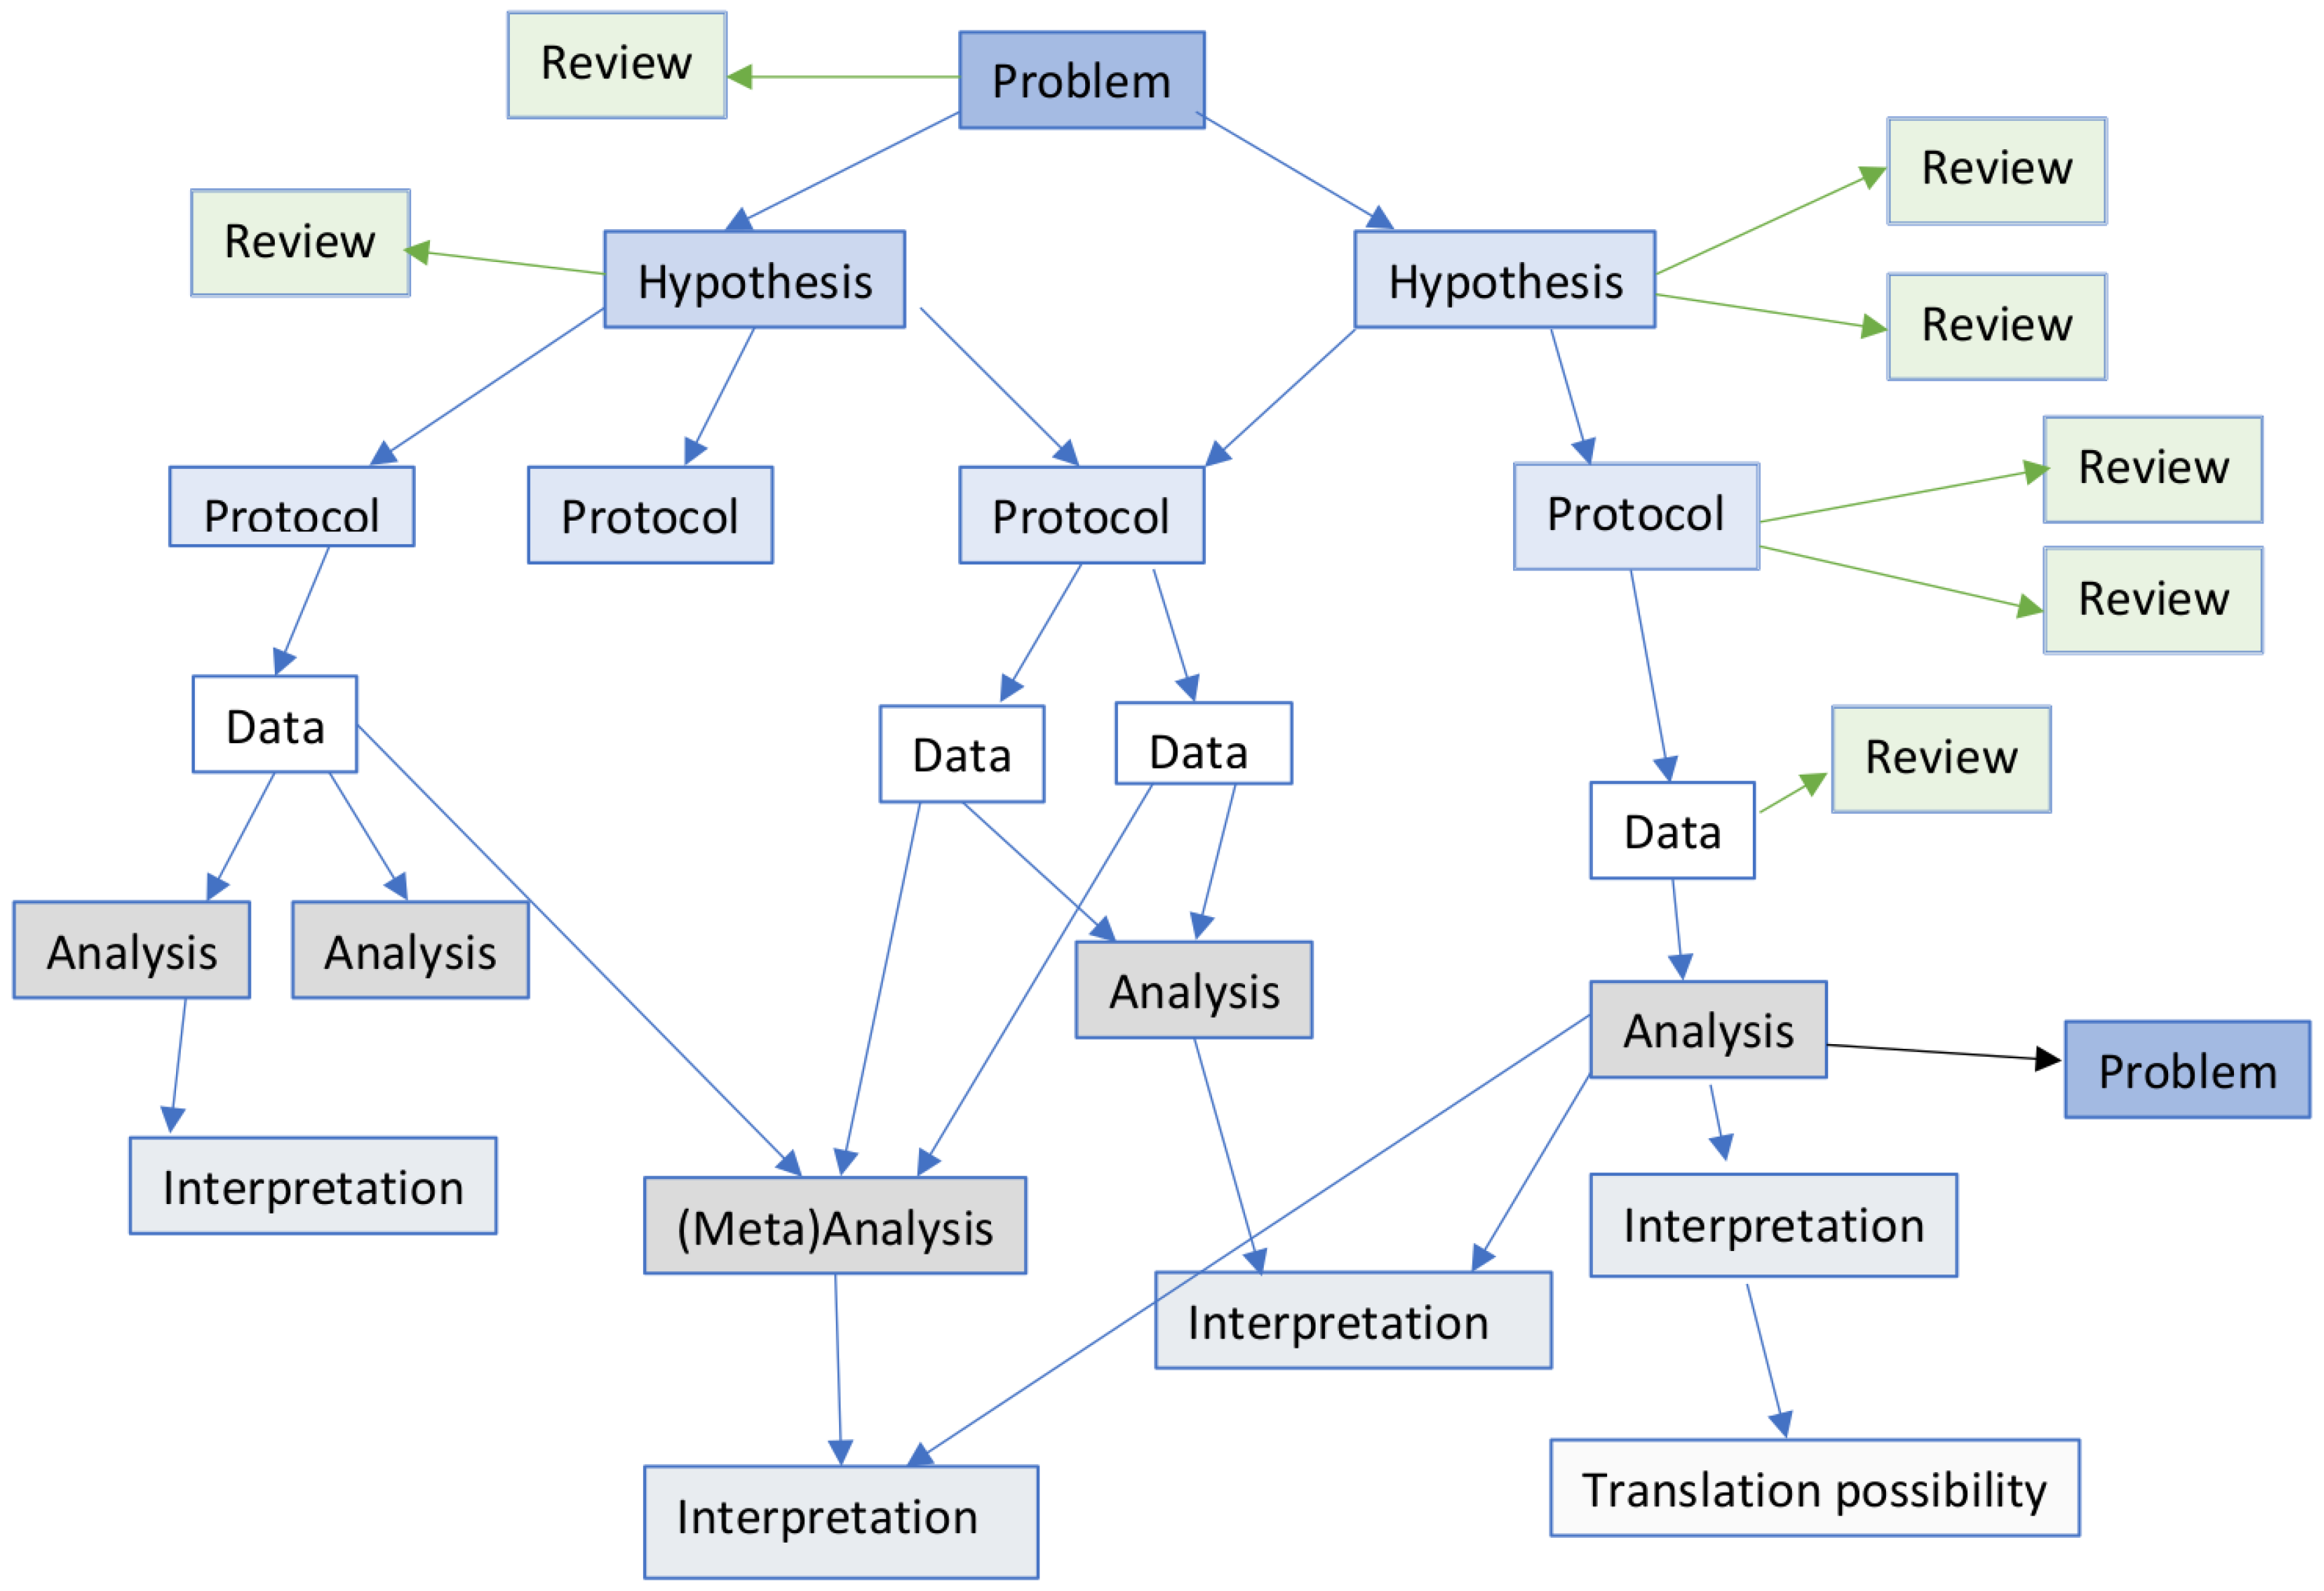 Review
Problem
Review
Review
Hypothesis
Hypothesis
Review
Review
Protocol
Protocol
Protocol
Protocol
Review
Data
Data
Data
Review
Data
Analysis
Analysis
Analysis
Analysis
Problem
Interpretation
(Meta)Analysis
Interpretation
Interpretation
Translation possibility
Interpretation